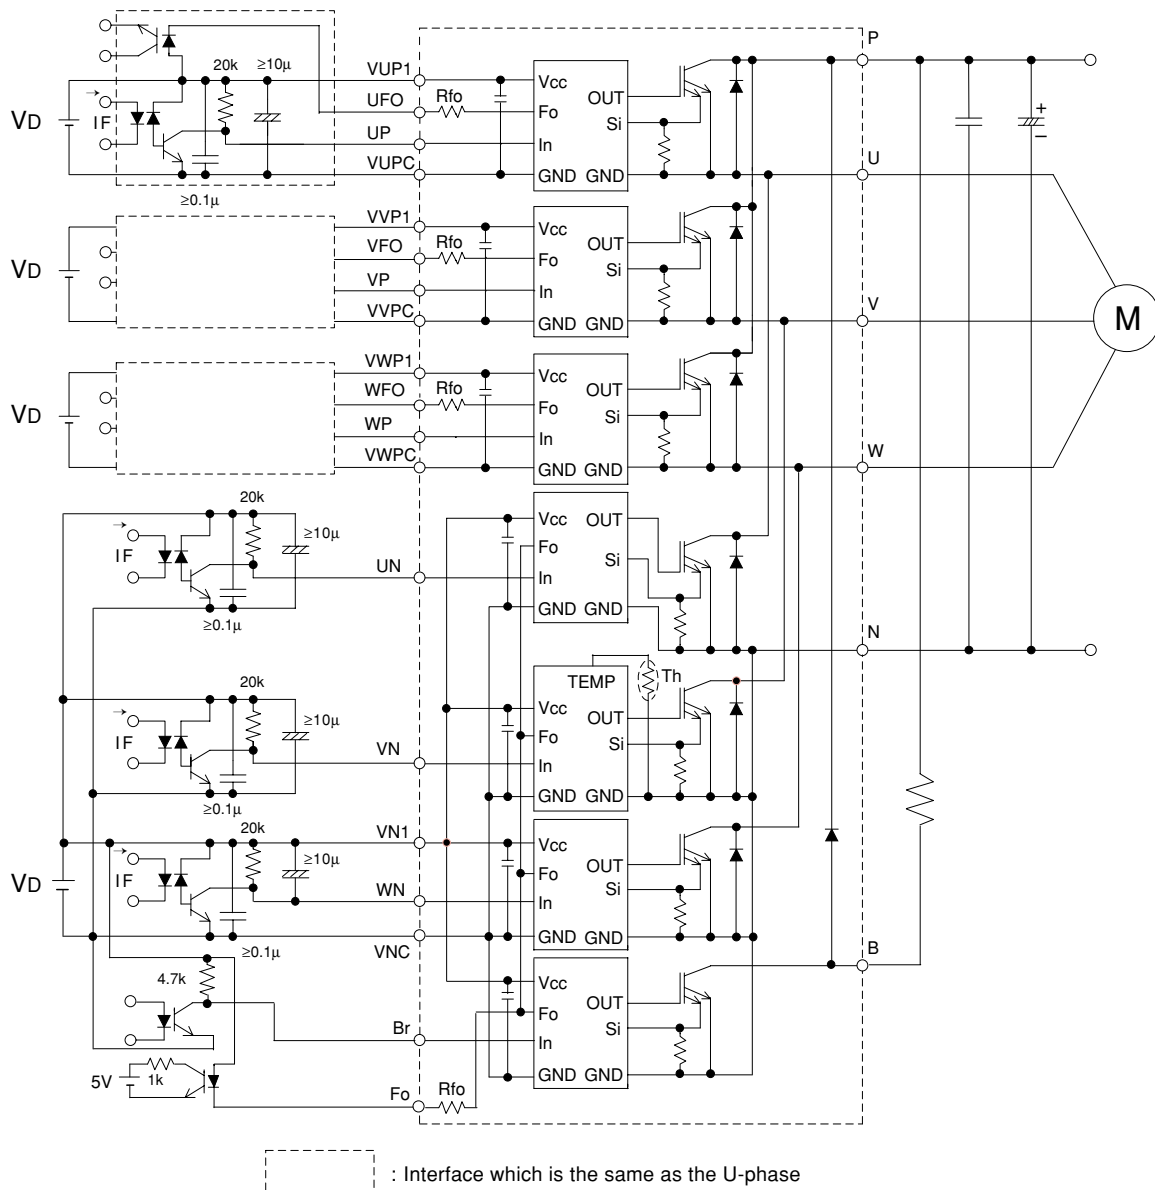 P
20k
≥10µ
VUP1
Vcc
UFO
Rfo
Fo
OUT
Si
VD
IF
UP
In
U
VUPC
GND GND
≥0.1µ
VVP1
Vcc
VFO
Rfo
Fo
OUT
Si
VD
VP
In
V
VVPC
GND GND
M
VWP1
Vcc
WFO
Rfo
Fo
OUT
Si
VD
WP
In
W
VWPC
GND GND
20k
≥10µ
Vcc
OUT
Fo
Si
IF
UN
In
GND GND
≥0.1µ
N
TEMP
Th
20k
≥10µ
Vcc
OUT
Fo
Si
IF
VN
In
GND GND
≥0.1µ
20k
VN1
Vcc
≥10µ
OUT
Fo
Si
VD
IF
WN
In
GND GND
VNC
≥0.1µ
B
4.7k
Vcc
OUT
Fo
Si
Br
In
GND GND
5V
1k
Fo
Rfo
+
–
: Interface which is the same as the U-phase